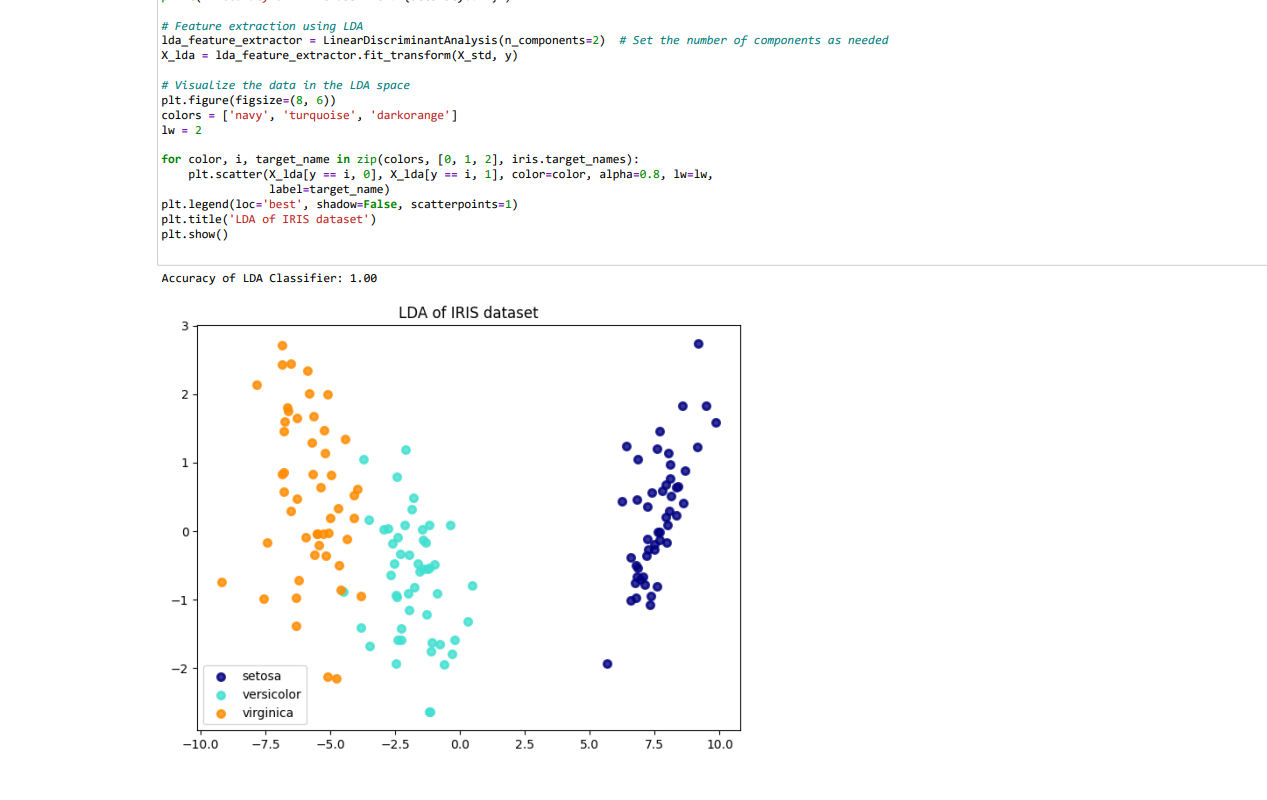 # Feature extraction using LDA
lda_feature_extractor = LinearDiscriminantAnalysis(n_components=2)  # Set the number of components as needed
X_lda = lda_feature_extractor.fit_transform(X_std, y)
# Visualize the data in the LDA space
plt.figure(figsize=(8, 6))
colors = ['navy', 'turquoise', 'darkorange']
lw = 2
for color, i, target_name in zip(colors, [0, 1, 2], iris.target_names):
    plt.scatter(X_lda[y == i, 0], X_lda[y == i, 1], color=color, alpha=0.8, lw=lw,
                label=target_name)
plt.legend(loc='best', shadow=False, scatterpoints=1)
plt.title('LDA of IRIS dataset')
plt.show()
Accuracy of LDA Classifier: 1.00
LDA of IRIS dataset
3
2
1
0
−1
−2
setosa
versicolor
virginica
−10.0 −7.5 −5.0 −2.5 0.0 2.5 5.0 7.5 10.0